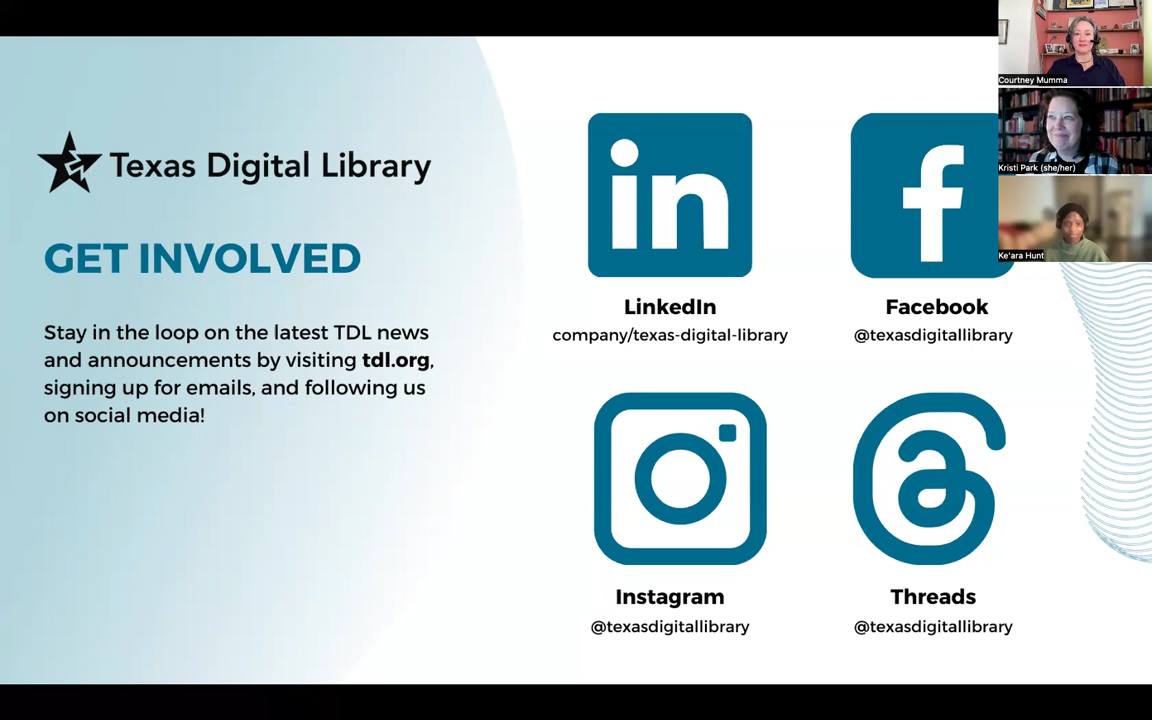 Texas Digital Library
GET INVOLVED
Stay in the loop on the latest TDL news
and announcements by visiting tdl.org,
signing up for emails, and following us
on social media!
in
LinkedIn
company/texas-digital-library
f
Facebook
@texasdigitallibrary
Instagram
@texasdigitallibrary
Threads
@texasdigitallibrary
Courtney Mumma
Kristi Park (she/her)
Ke'ara Hunt